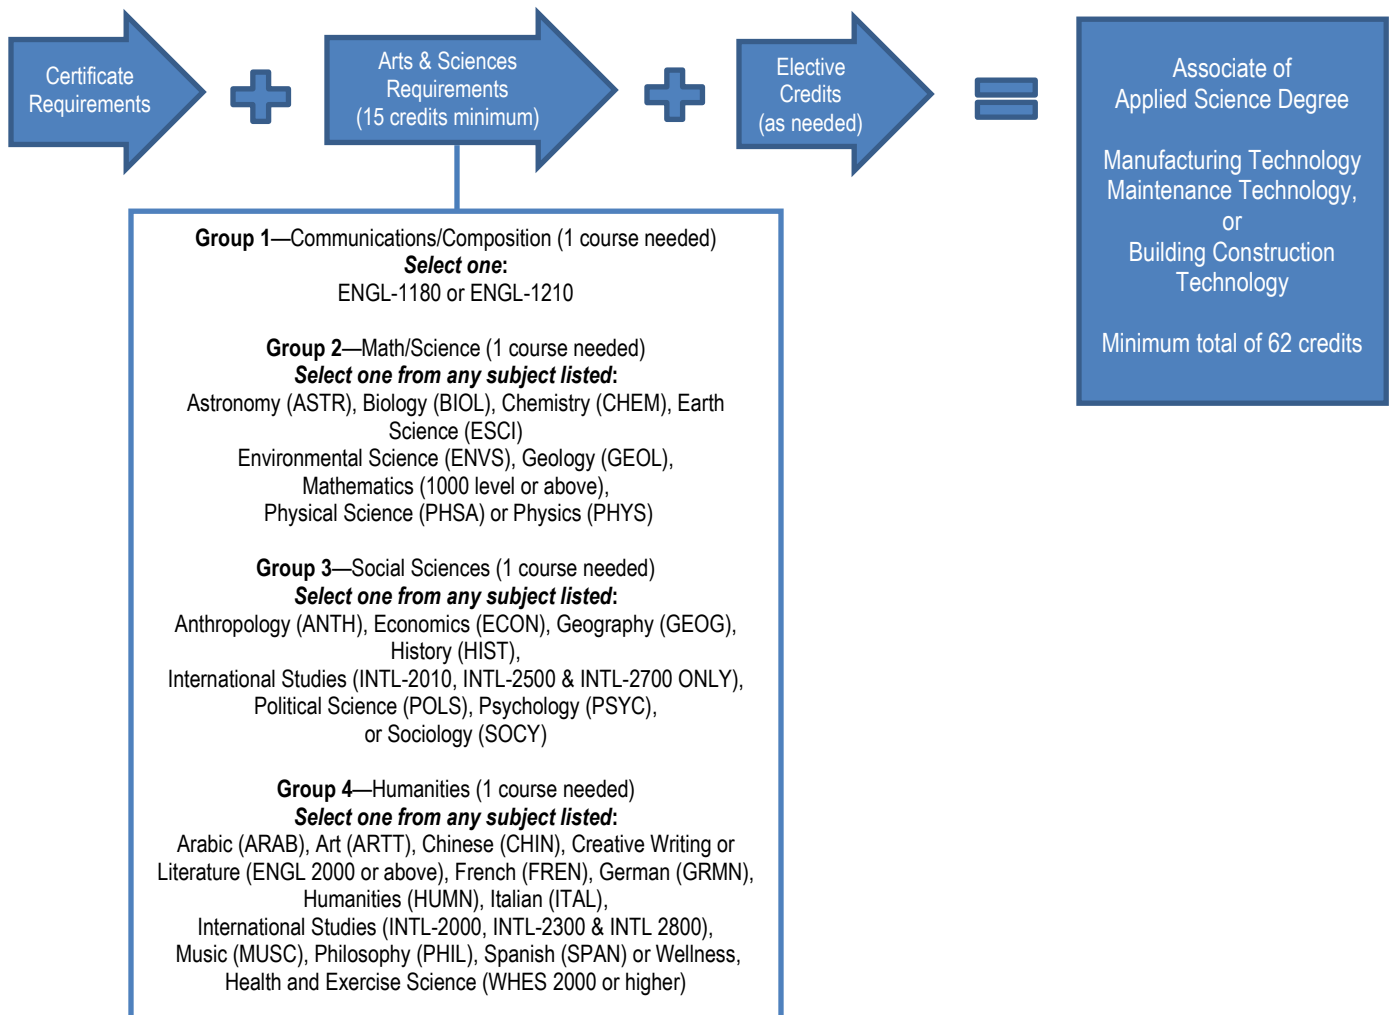 Certificate
Requirements
Arts & Sciences
Requirements
(15 credits minimum)
Elective
Credits
(as needed)
Associate of
Applied Science Degree
Manufacturing Technology
Maintenance Technology,
or
Building Construction
Technology
Minimum total of 62 credits
Group 1—Communications/Composition (1 course needed)
Select one:
ENGL-1180 or ENGL-1210
Group 2—Math/Science (1 course needed)
Select one from any subject listed:
Astronomy (ASTR), Biology (BIOL), Chemistry (CHEM), Earth
Science (ESCI)
Environmental Science (ENVS), Geology (GEOL),
Mathematics (1000 level or above),
Physical Science (PHSA) or Physics (PHYS)
Group 3—Social Sciences (1 course needed)
Select one from any subject listed:
Anthropology (ANTH), Economics (ECON), Geography (GEOG),
History (HIST),
International Studies (INTL-2010, INTL-2500 & INTL-2700 ONLY),
Political Science (POLS), Psychology (PSYC),
or Sociology (SOCY)
Group 4—Humanities (1 course needed)
Select one from any subject listed:
Arabic (ARAB), Art (ARTT), Chinese (CHIN), Creative Writing or
Literature (ENGL 2000 or above), French (FREN), German (GRMN),
Humanities (HUMN), Italian (ITAL),
International Studies (INTL-2000, INTL-2300 & INTL 2800),
Music (MUSC), Philosophy (PHIL), Spanish (SPAN) or Wellness,
Health and Exercise Science (WHES 2000 or higher)